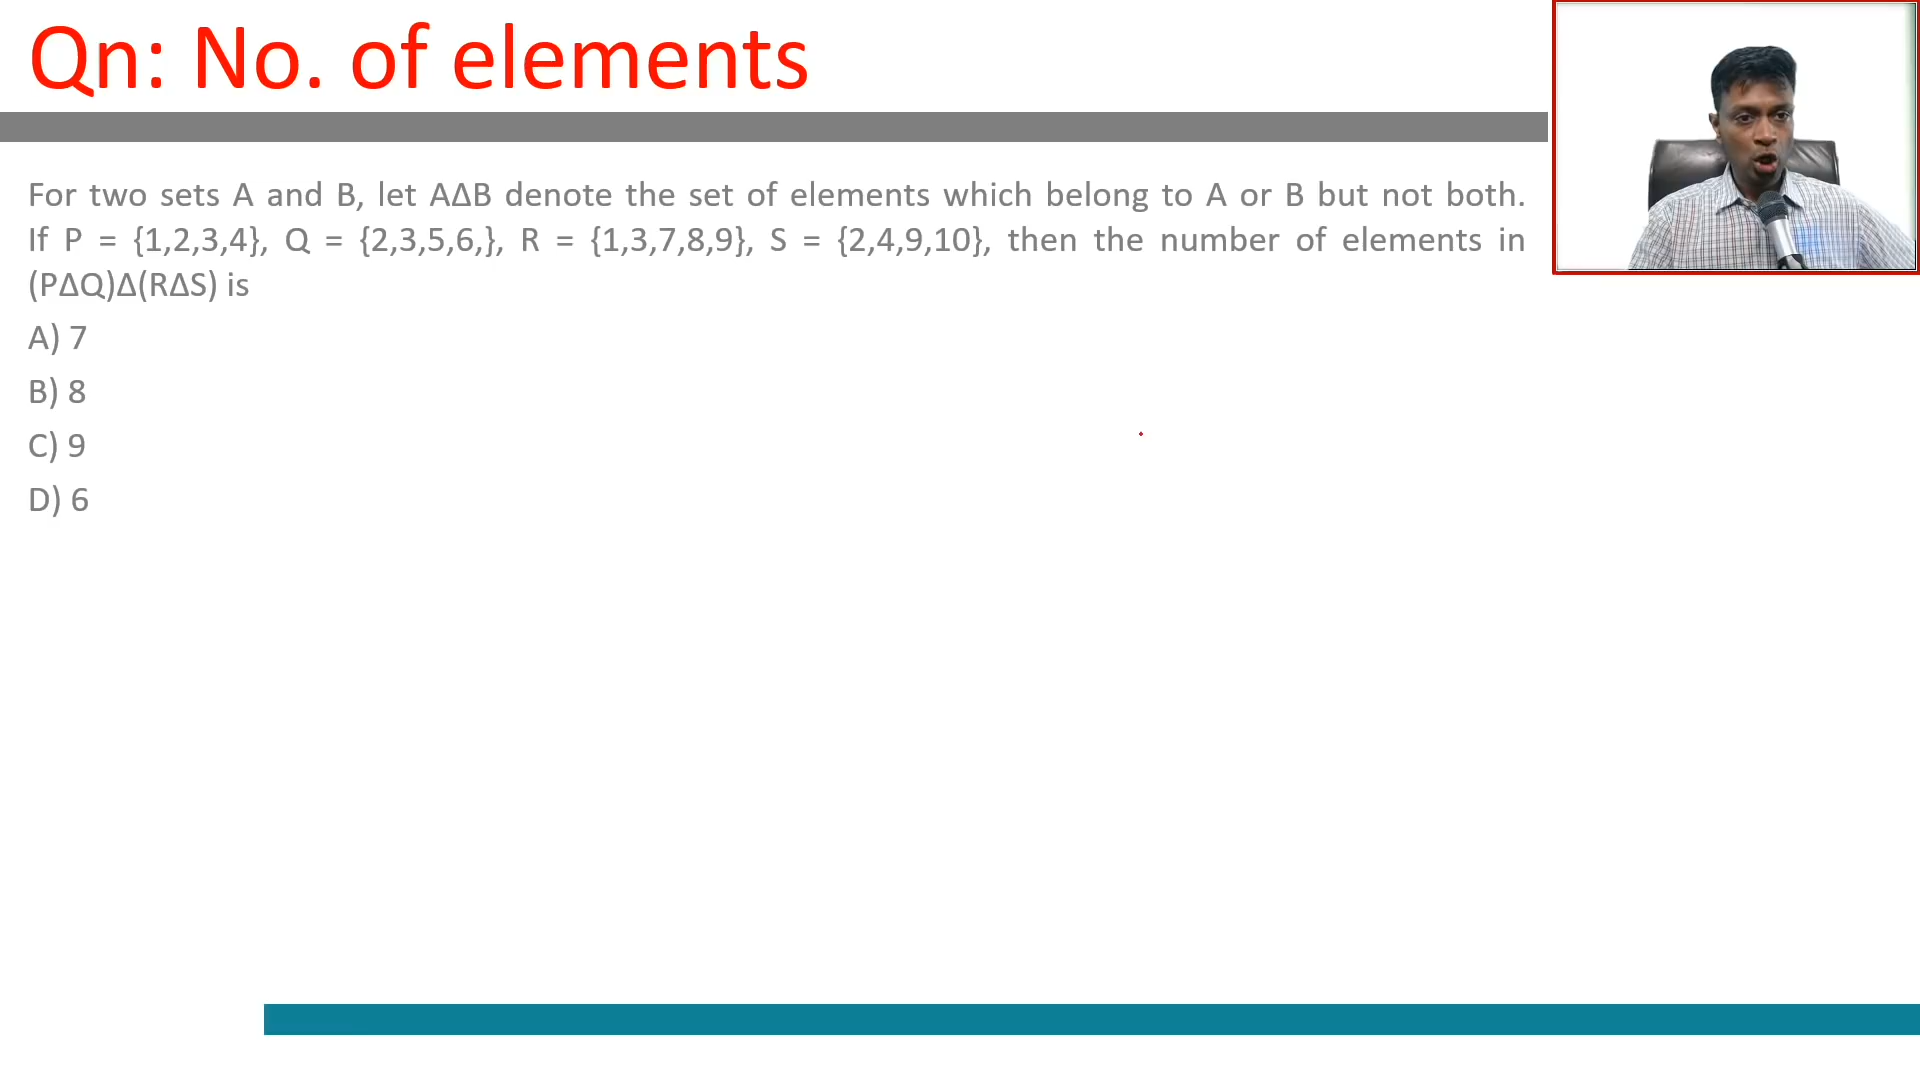 Qn: No. of elements
For two sets A and B, let AΔB denote the set of elements which belong to A or B but not both.
If P = {1,2,3,4}, Q = {2,3,5,6,}, R = {1,3,7,8,9}, S = {2,4,9,10}, then the number of elements in
(PΔQ)Δ(RΔS) is
A) 7
B) 8
C) 9
D) 6